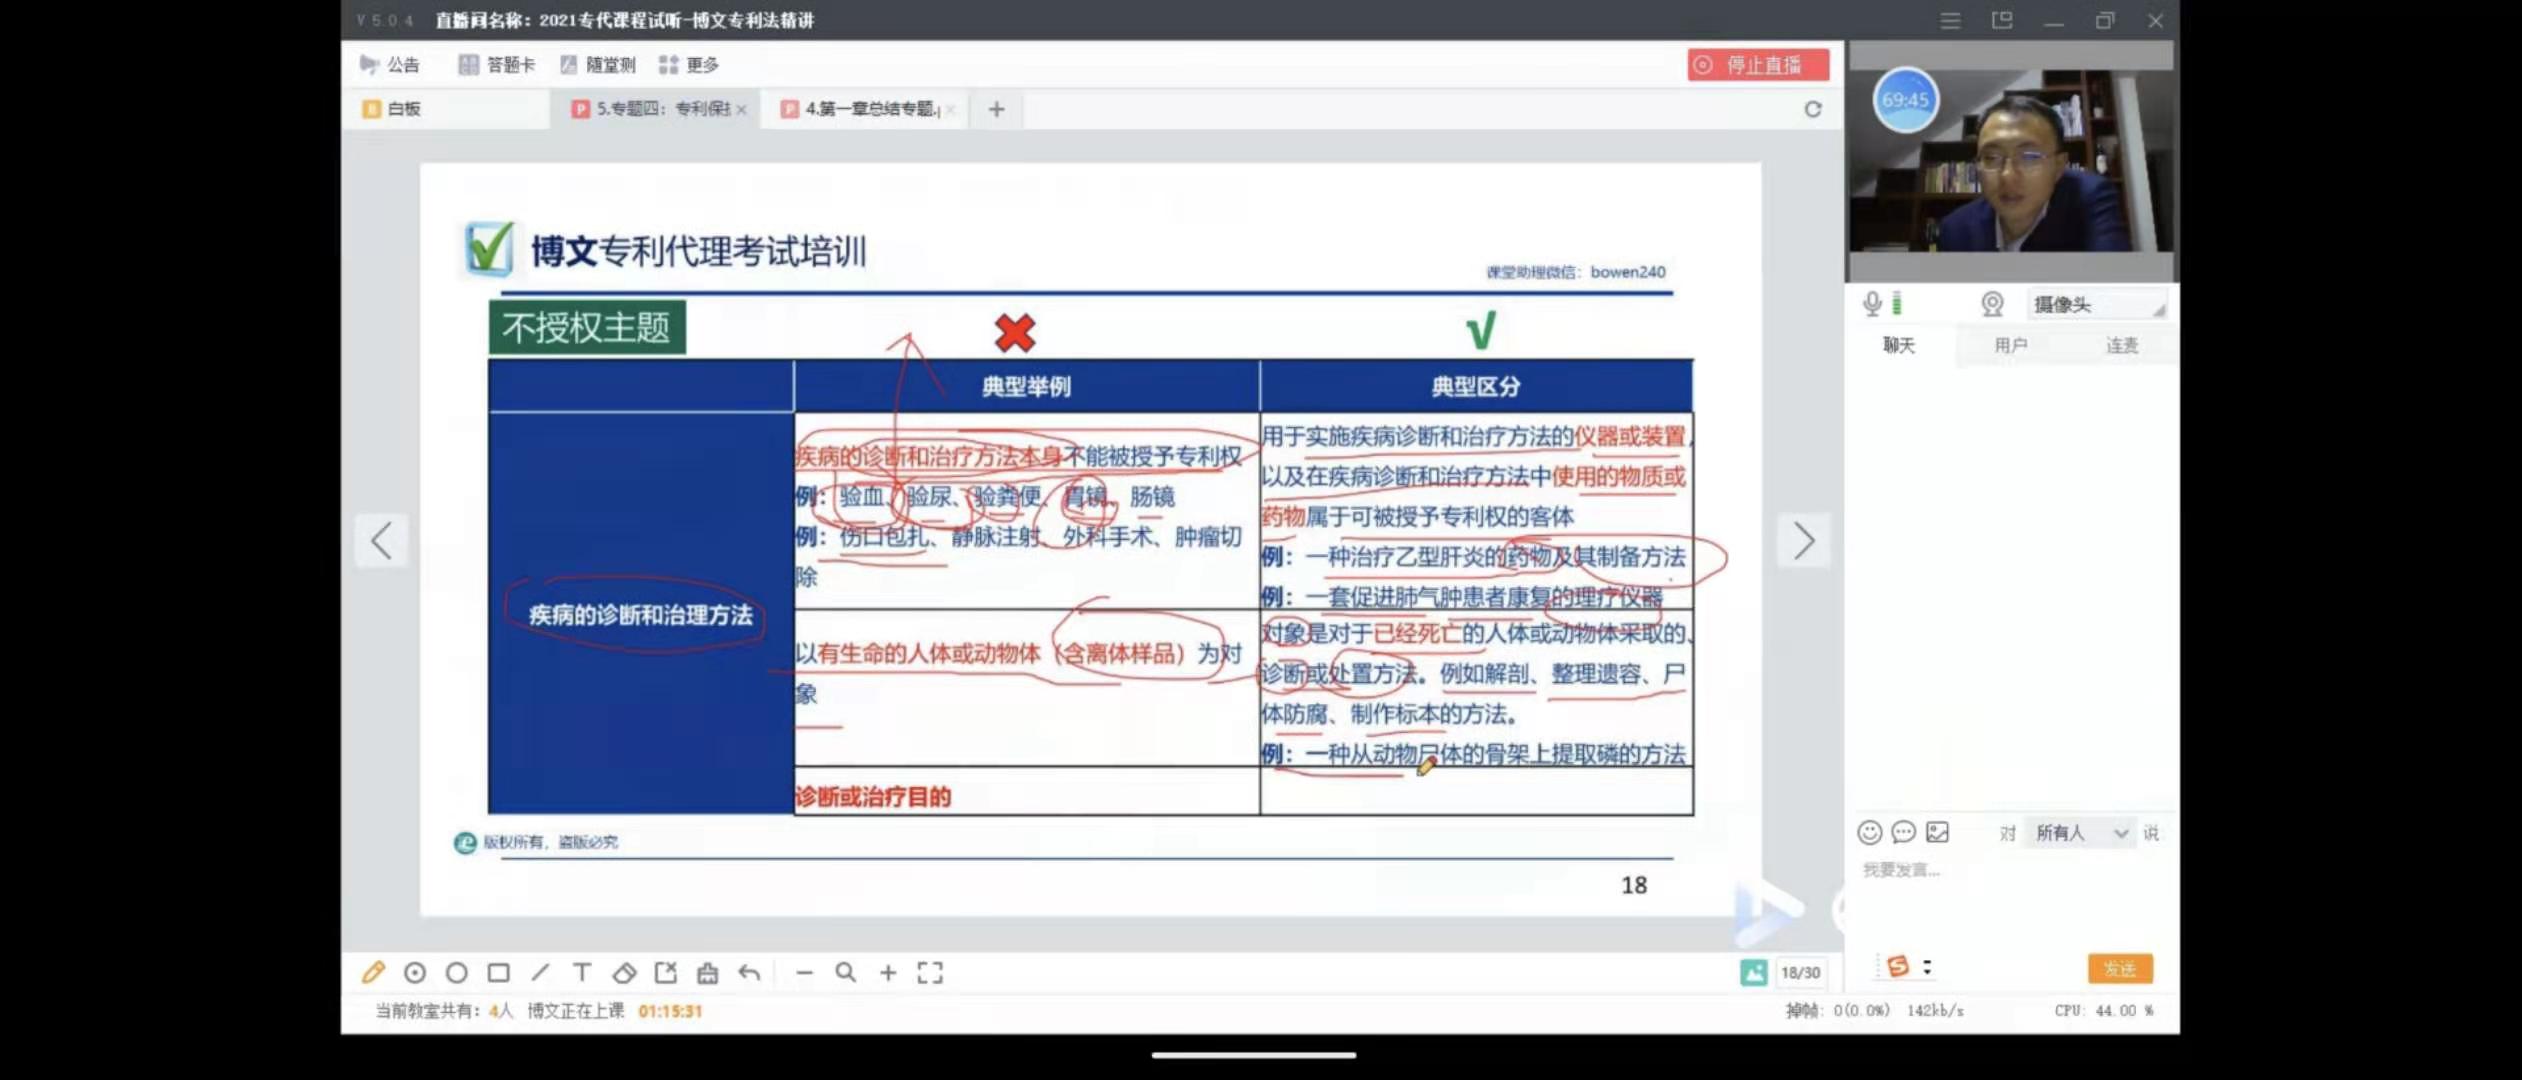 V 5.0.4 直播间名称：2021专代课程试听-博文专利法精讲
公告 答题卡 随堂测 更多 停止直播
白板 5.专题四：专利保 4.第一章总结专题.
69:45
博文专利代理考试培训
课堂助理微信：bowen240
不授权主题
典型举例 典型区分
疾病的诊断和治理方法
疾病的诊断和治疗方法本身不能被授予专利权
例：验血、验尿、验粪便、胃镜、肠镜
例：伤口包扎、静脉注射、外科手术、肿瘤切
除
用于实施疾病诊断和治疗方法的仪器或装置，
以及在疾病诊断和治疗方法中使用的物质或
药物属于可被授予专利权的客体
例：一种治疗乙型肝炎的药物及其制备方法
例：一套促进肺气肿患者康复的理疗仪器
以有生命的人体或动物体（含离体样品）为对
象
对象是对于已经死亡的人体或动物体采取的、
诊断或处置方法。例如解剖、整理遗容、尸
体防腐、制作标本的方法。
例：一种从动物尸体的骨架上提取磷的方法
诊断或治疗目的
版权所有，盗版必究
18
摄像头
聊天 用户 连麦
对 所有人 说
我要发言...
发送
18/30
当前教室共有：4人 博文正在上课 01:15:31
掉帧：0(0.0%) 142kb/s CPU: 44.00 %